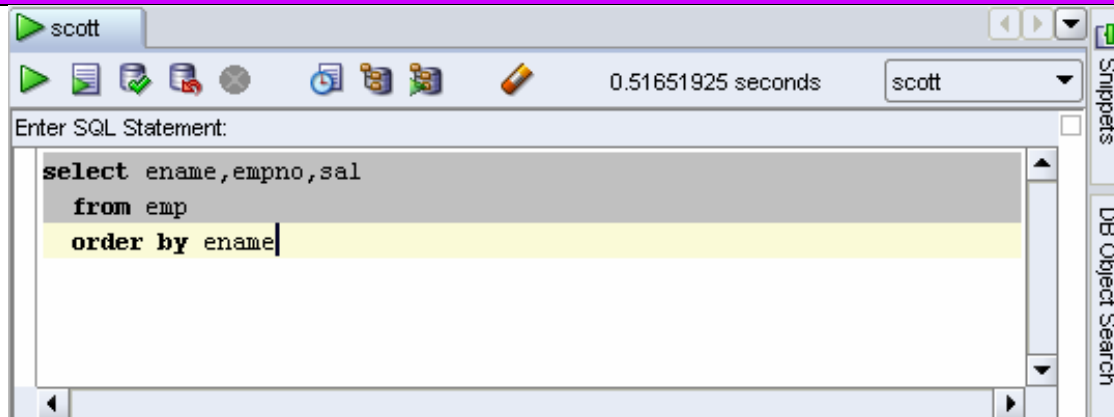 scott
0.51651925 seconds
scott
Enter SQL Statement:
select ename,empno,sal
from emp
order by ename
Snippets
DB Object Search